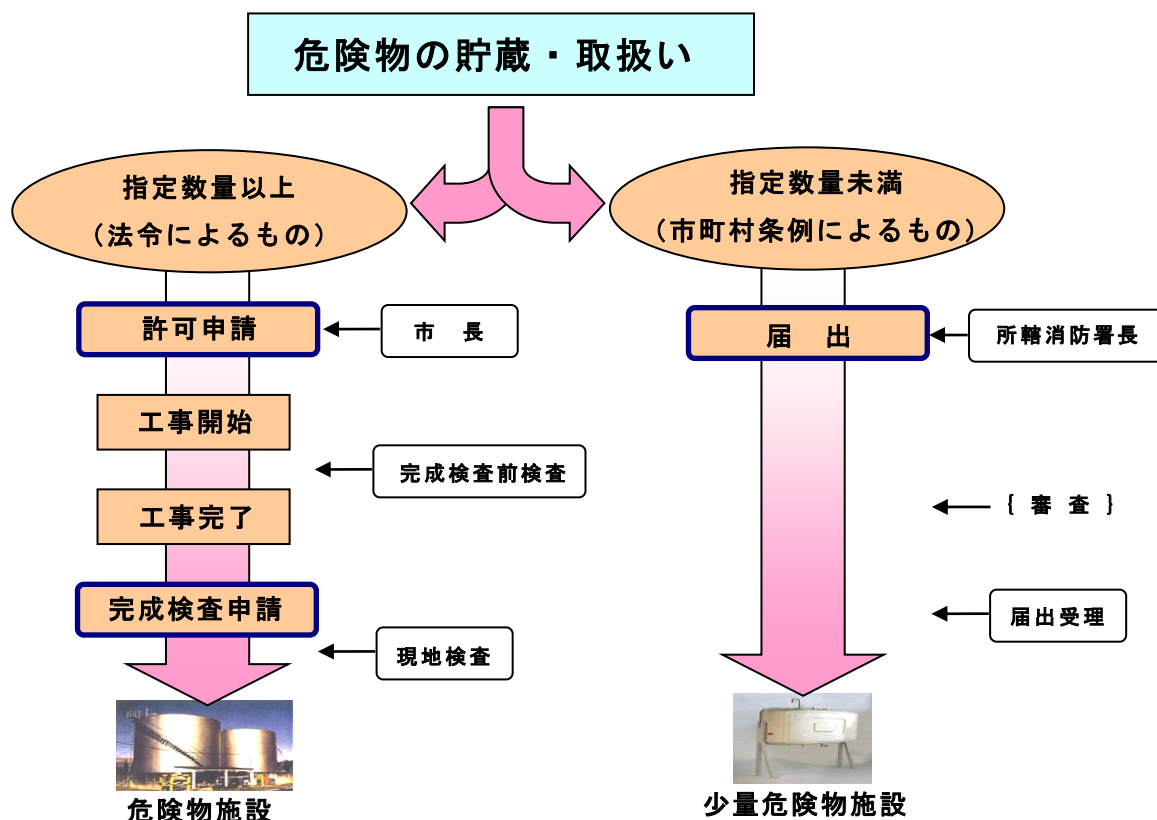 危険物の貯蔵・取扱い
指定数量以上
(法令によるもの)
許可申請
市　長
工事開始
完成検査前検査
工事完了
完成検査申請
現地検査
危険物施設
指定数量未満
(市町村条例によるもの)
届　出
所轄消防署長
{ 審 査 }
届出受理
少量危険物施設